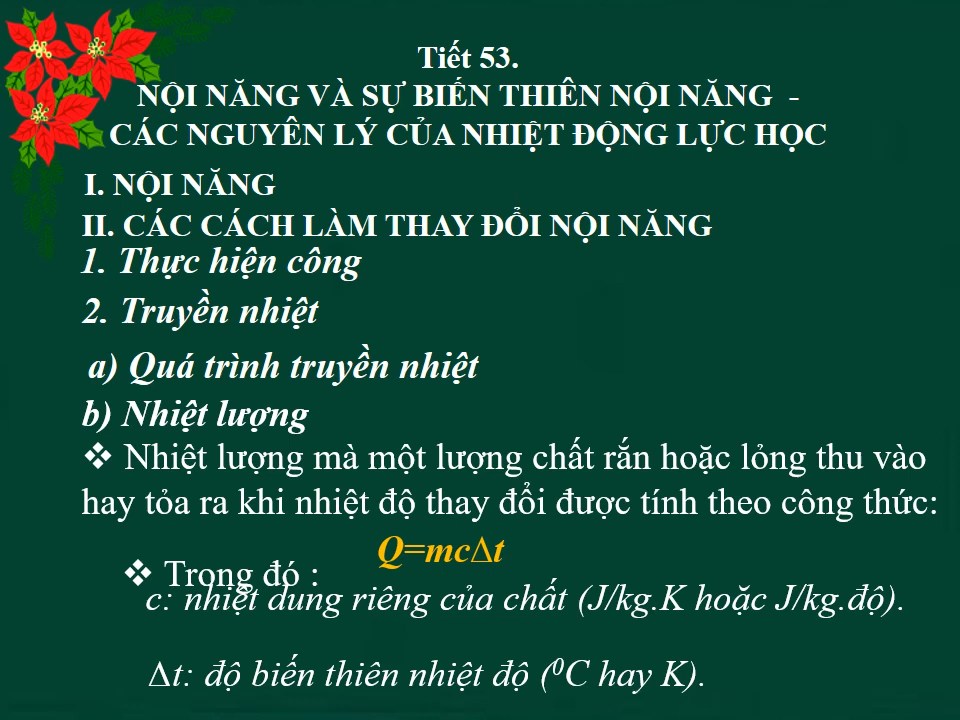 Tiết 53.
NỘI NĂNG VÀ SỰ BIẾN THIÊN NỘI NĂNG -
CÁC NGUYÊN LÝ CỦA NHIỆT ĐỘNG LỰC HỌC
I. NỘI NĂNG
II. CÁC CÁCH LÀM THAY ĐỔI NỘI NĂNG
1. Thực hiện công
2. Truyền nhiệt
a) Quá trình truyền nhiệt
b) Nhiệt lượng
❖ Nhiệt lượng mà một lượng chất rắn hoặc lỏng thu vào
hay tỏa ra khi nhiệt độ thay đổi được tính theo công thức:
Q=mc∆t
❖ Trong đó :
c: nhiệt dung riêng của chất (J/kg.K hoặc J/kg.độ).
∆t: độ biến thiên nhiệt độ (⁰C hay K).